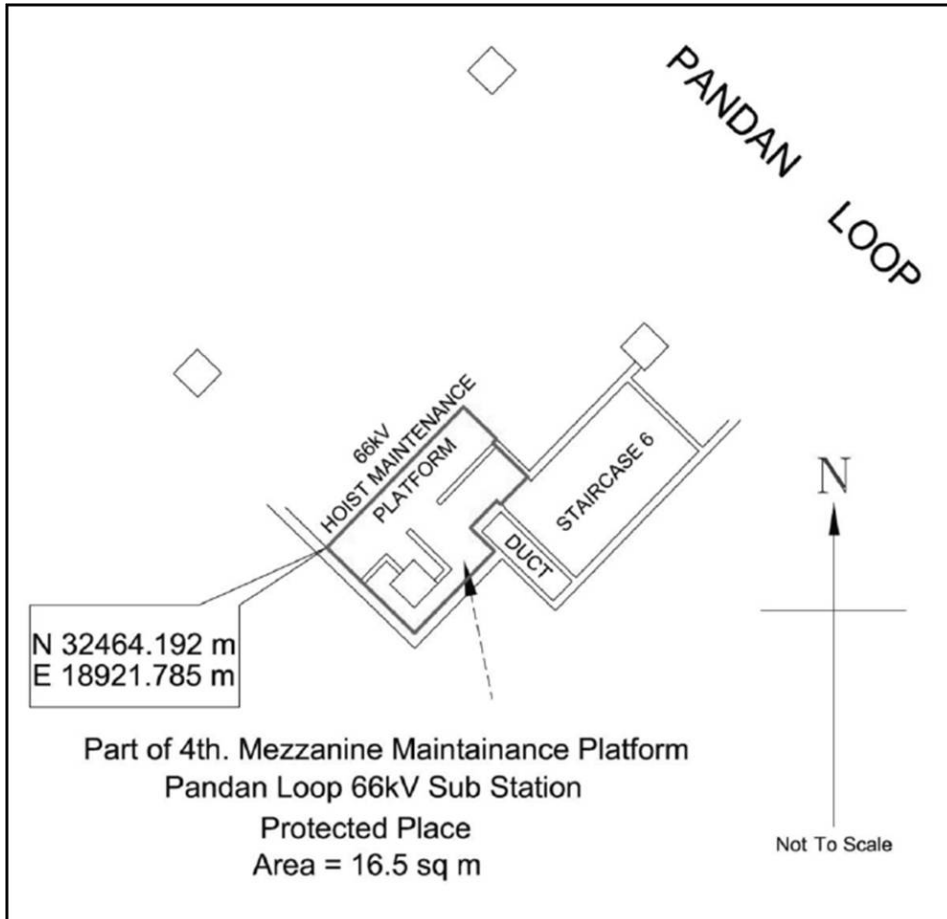 PANDAN LOOP
66kV
HOIST MAINTENANCE
PLATFORM
STAIRCASE 6
DUCT
N
N 32464.192 m
E 18921.785 m
Part of 4th. Mezzanine Maintainance Platform
Pandan Loop 66kV Sub Station
Protected Place
Area = 16.5 sq m
Not To Scale